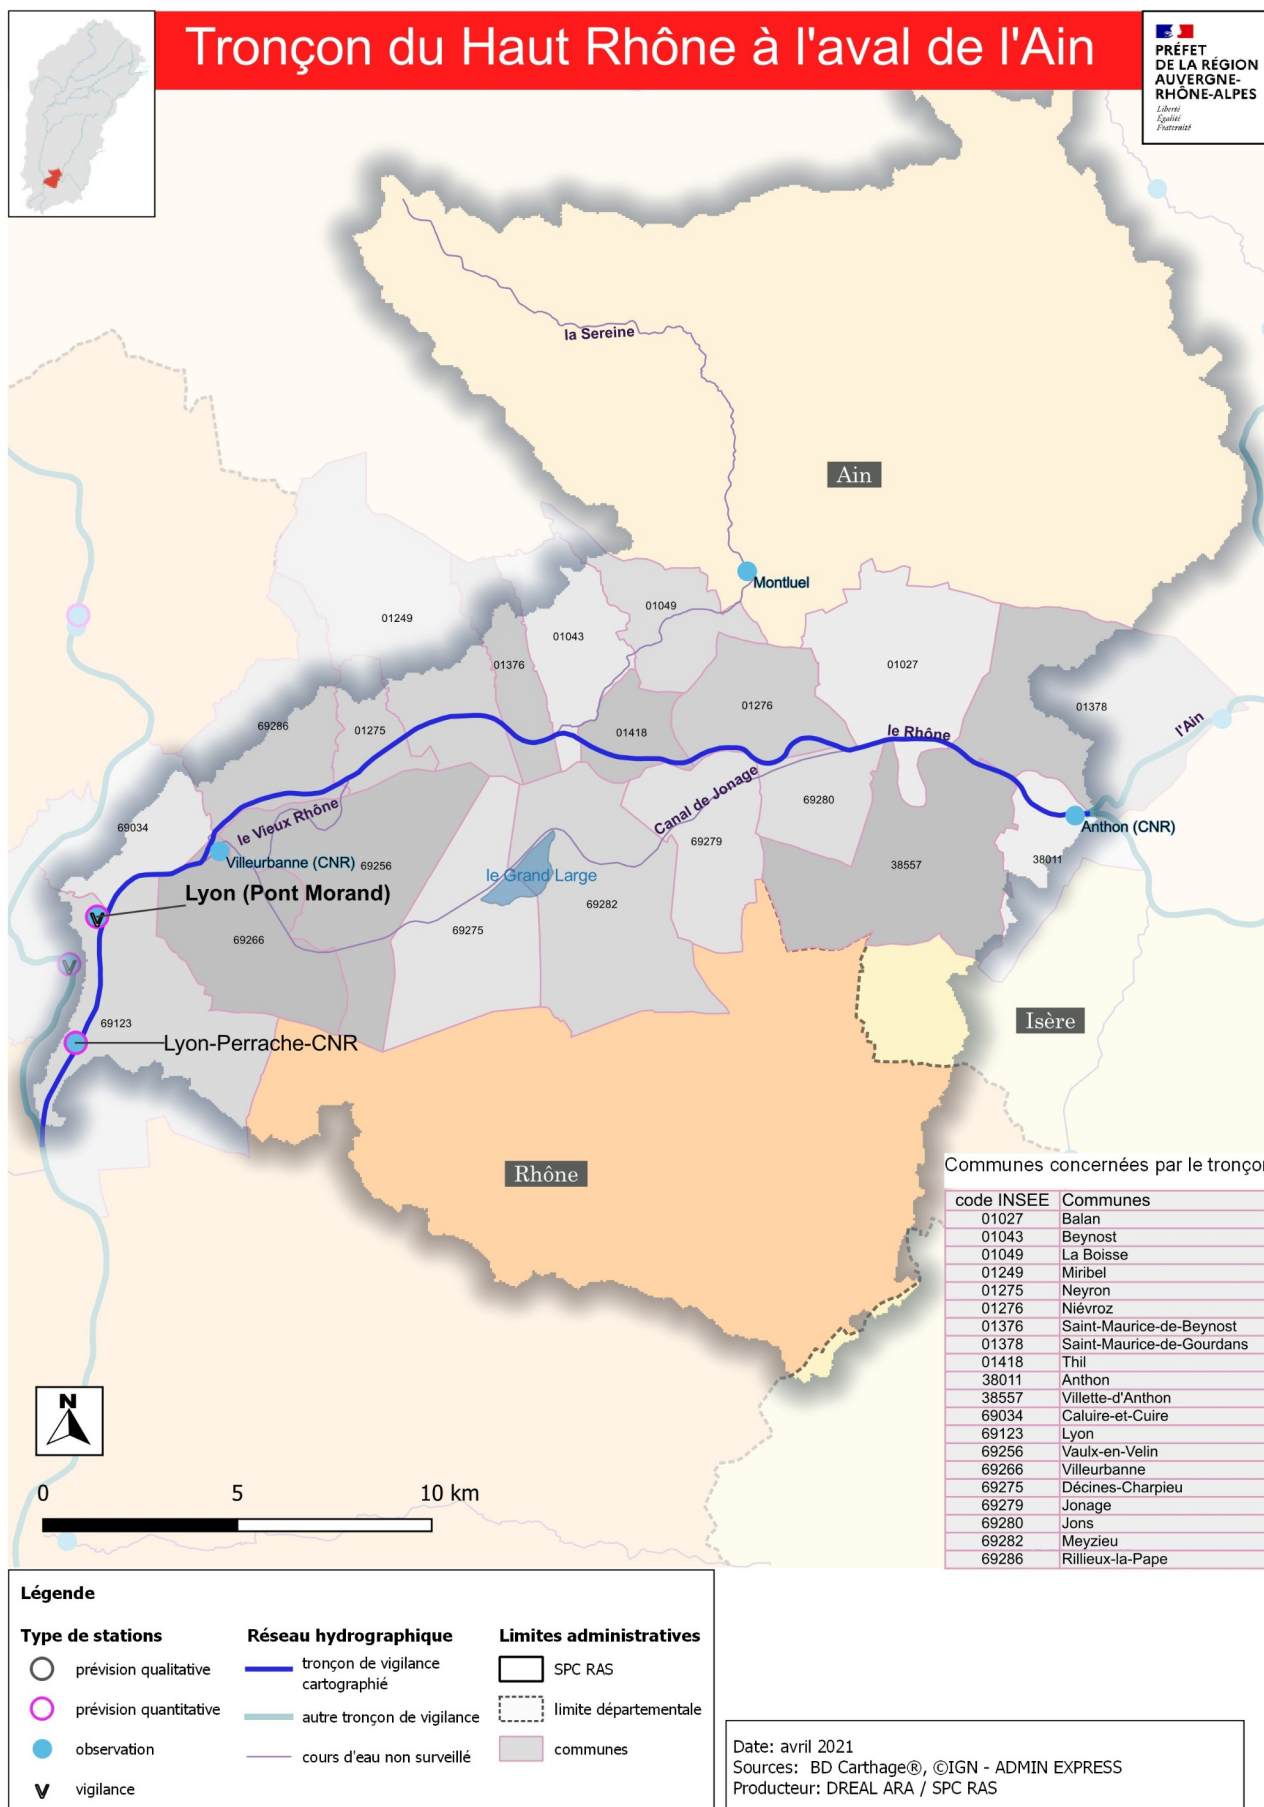 Tronçon du Haut Rhône à l'aval de l'Ain
PRÉFET
DE LA RÉGION
AUVERGNE-
RHÔNE-ALPES
Liberté
Égalité
Fraternité
la Sereine
Ain
Montluel
01249
01043
01049
01376
01027
69286
01275
01418
01276
01378
le Rhône
l'Ain
69034
le Vieux Rhône
Canal de Jonage
69280
Anthon (CNR)
Villeurbanne (CNR)
69256
le Grand Large
69279
38557
38011
Lyon (Pont Morand)
V
69266
69275
69282
V
69123
Lyon-Perrache-CNR
Isère
Rhône
Communes concernées par le tronçon
code INSEE Communes
01027 Balan
01043 Beynost
01049 La Boisse
01249 Miribel
01275 Neyron
01276 Niévroz
01376 Saint-Maurice-de-Beynost
01378 Saint-Maurice-de-Gourdans
01418 Thil
38011 Anthon
38557 Villette-d'Anthon
69034 Caluire-et-Cuire
69123 Lyon
69256 Vaulx-en-Velin
69266 Villeurbanne
69275 Décines-Charpieu
69279 Jonage
69280 Jons
69282 Meyzieu
69286 Rillieux-la-Pape
N
0 5 10 km
Légende
Type de stations
prévision qualitative
prévision quantitative
observation
V vigilance
Réseau hydrographique
tronçon de vigilance
cartographié
autre tronçon de vigilance
cours d'eau non surveillé
Limites administratives
SPC RAS
limite départementale
communes
Date: avril 2021
Sources: BD Carthage®, ©IGN - ADMIN EXPRESS
Producteur: DREAL ARA / SPC RAS